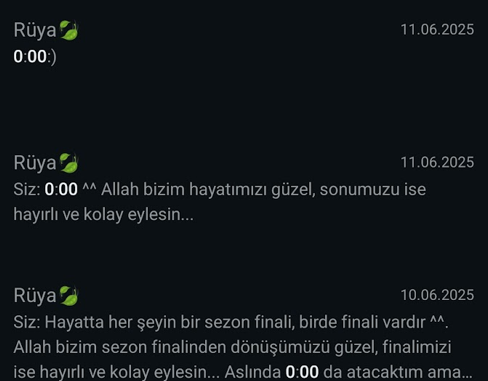 Rüya🍃 11.06.2025
0:00:)
Rüya🍃 11.06.2025
Siz: 0:00 ^^ Allah bizim hayatımızı güzel, sonumuzu ise
hayırlı ve kolay eylesin...
Rüya🍃 10.06.2025
Siz: Hayatta her şeyin bir sezon finali, birde finali vardır ^^.
Allah bizim sezon finalinden dönüşümüzü güzel, finalimizi
ise hayırlı ve kolay eylesin... Aslında 0:00 da atacaktım ama...